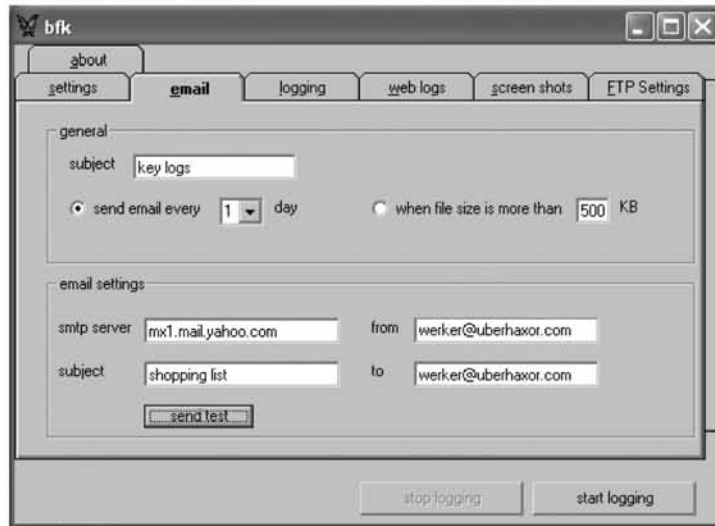 bfk
about
settings email logging web logs screen shots FTP Settings
general
subject key logs
send email every 1 day when file size is more than 500 KB
email settings
smtp server mx1.mail.yahoo.com from werker@uberhaxor.com
subject shopping list to werker@uberhaxor.com
send test
stop logging start logging